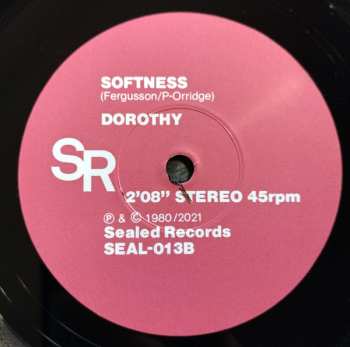 SOFTNESS
(Fergusson/P-Orridge)
DOROTHY
SR
2'08" STEREO 45rpm
℗ & © 1980/2021
Sealed Records
SEAL-013B